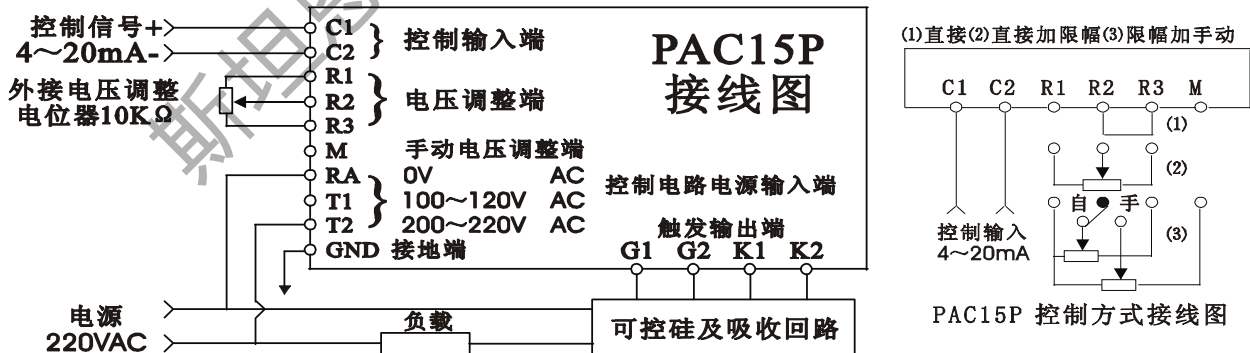 控制信号+
4~20mA-
外接电压调整
电位器10KΩ
C1
C2
控制输入端
R1
R2
R3
电压调整端
M 手动电压调整端
RA 0V AC
T1 100~120V AC
T2 200~220V AC
GND 接地端
PAC15P
接线图
控制电路电源输入端
触发输出端
G1 G2 K1 K2
电源
220VAC
负载
可控硅及吸收回路
斯坦
(1)直接(2)直接加限幅(3)限幅加手动
C1 C2 R1 R2 R3 M
(1)
(2)
自 手
(3)
控制输入
4~20mA
PAC15P 控制方式接线图